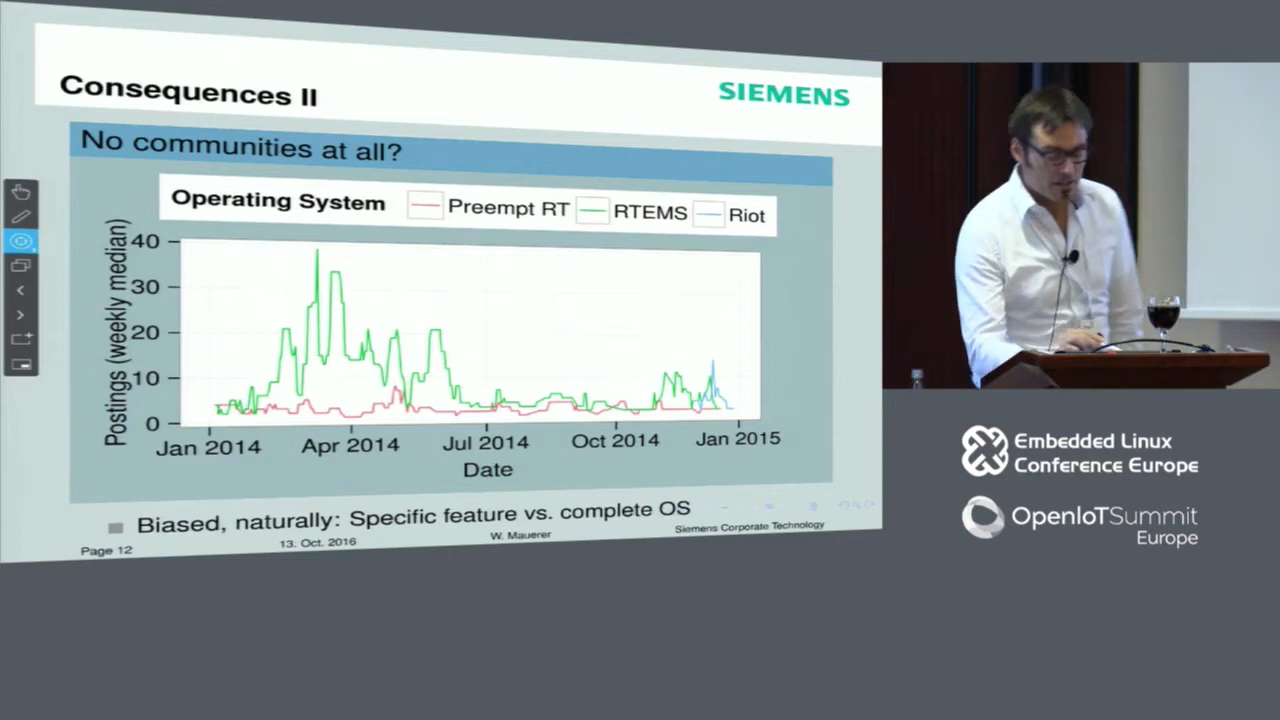 Consequences II
SIEMENS
No communities at all?
Operating System Preempt RT RTEMS Riot
Postings (weekly median)
40
30
20
10
0
Jan 2014 Apr 2014 Jul 2014 Oct 2014 Jan 2015
Date
Biased, naturally: Specific feature vs. complete OS
Page 12 13. Oct. 2016 W. Mauerer Siemens Corporate Technology
Embedded Linux
Conference Europe
OpenIoTSummit
Europe